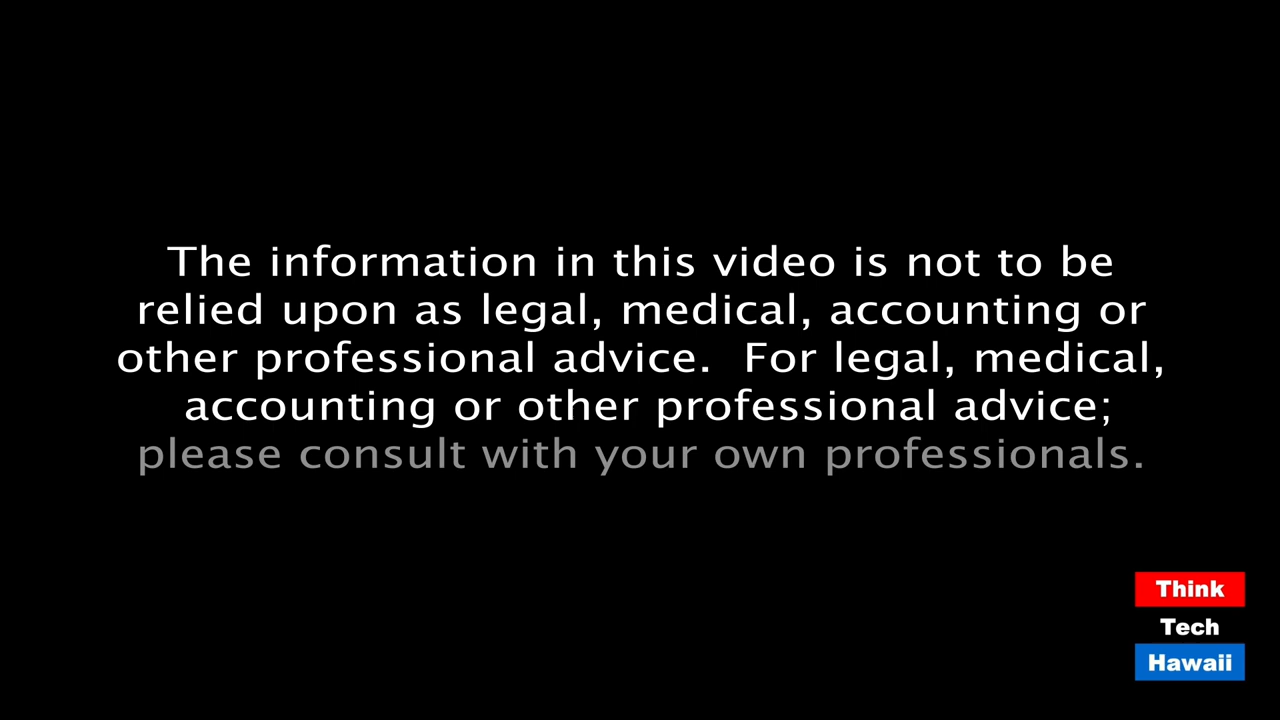 The information in this video is not to be
relied upon as legal, medical, accounting or
other professional advice.  For legal, medical,
accounting or other professional advice;
please consult with your own professionals.
Think
Tech
Hawaii